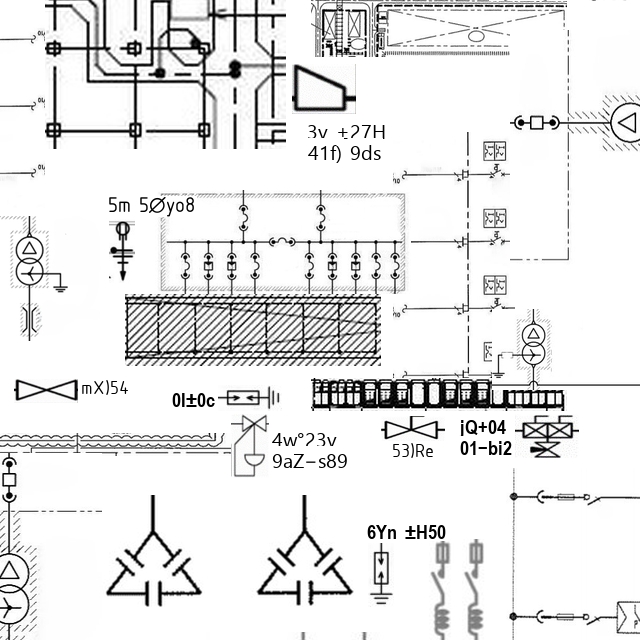 3v +27H
41f) 9ds
5m 5Øyo8
mX)54
0l±0c
4w°23v
9aZ-s89
53)Re
jQ+04
01-bi2
6Yn ±H50